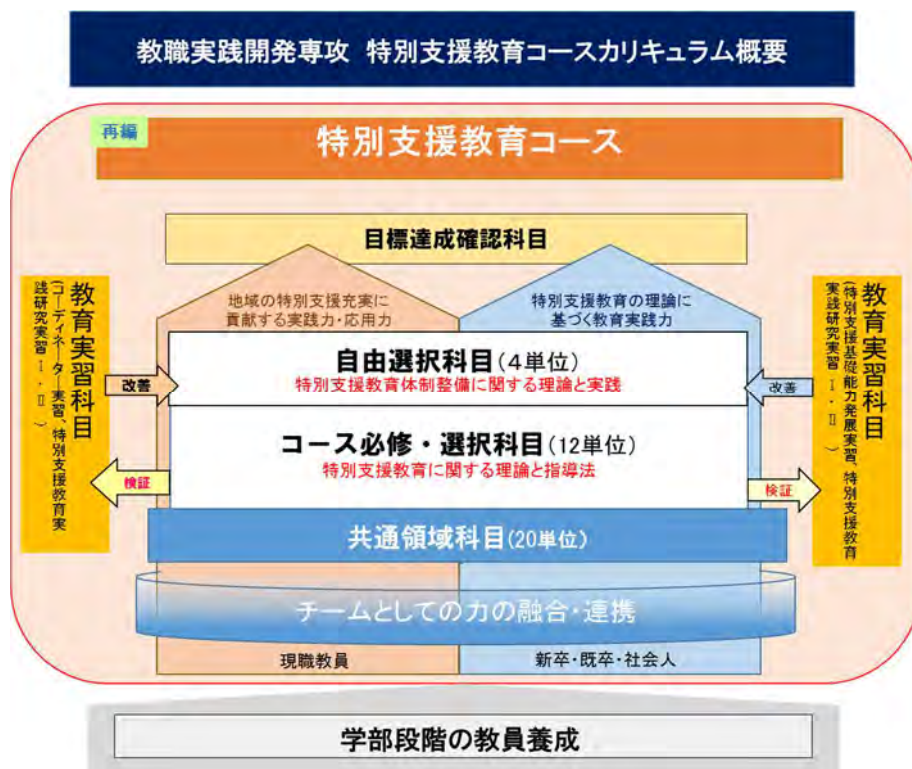 教職実践開発専攻 特別支援教育コースカリキュラム概要
再編
特別支援教育コース
目標達成確認科目
地域の特別支援充実に
貢献する実践力・応用力
特別支援教育の理論に
基づく教育実践力
教育実習科目
(コーディネーター実習、特別支援教育実
践研究実習Ⅰ・Ⅱ)
教育実習科目
(特別支援基礎能力発展実習、特別支援教育
実践研究実習Ⅰ・Ⅱ)
自由選択科目(4単位)
特別支援教育体制整備に関する理論と実践
改善
改善
コース必修・選択科目(12単位)
特別支援教育に関する理論と指導法
検証
検証
共通領域科目(20単位)
チームとしての力の融合・連携
現職教員
新卒・既卒・社会人
学部段階の教員養成